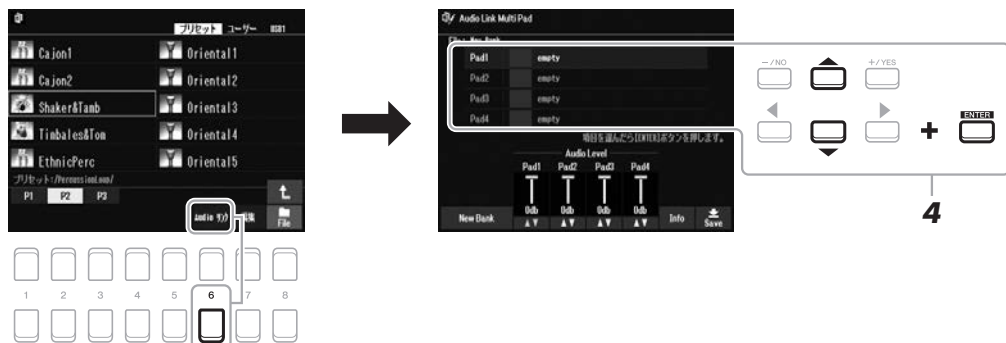 プリセット ユーザー USB1
Cajon1 Oriental1
Cajon2 Oriental2
Shaker&Tamb Oriental3
Timbales&Tom Oriental4
EthnicPerc Oriental5
プリセット:/PercussionLoop/
P1 P2 P3
Audio リンク 編集 File
1 2 3 4 5 6 7 8
Audio Link Multi Pad
File: New Bank
Pad1 empty
Pad2 empty
Pad3 empty
Pad4 empty
項目を選んだら[ENTER]ボタンを押します。
Audio Level
Pad1 Pad2 Pad3 Pad4
0db 0db 0db 0db
New Bank Info Save
-/NO +/YES
+ ENTER
4